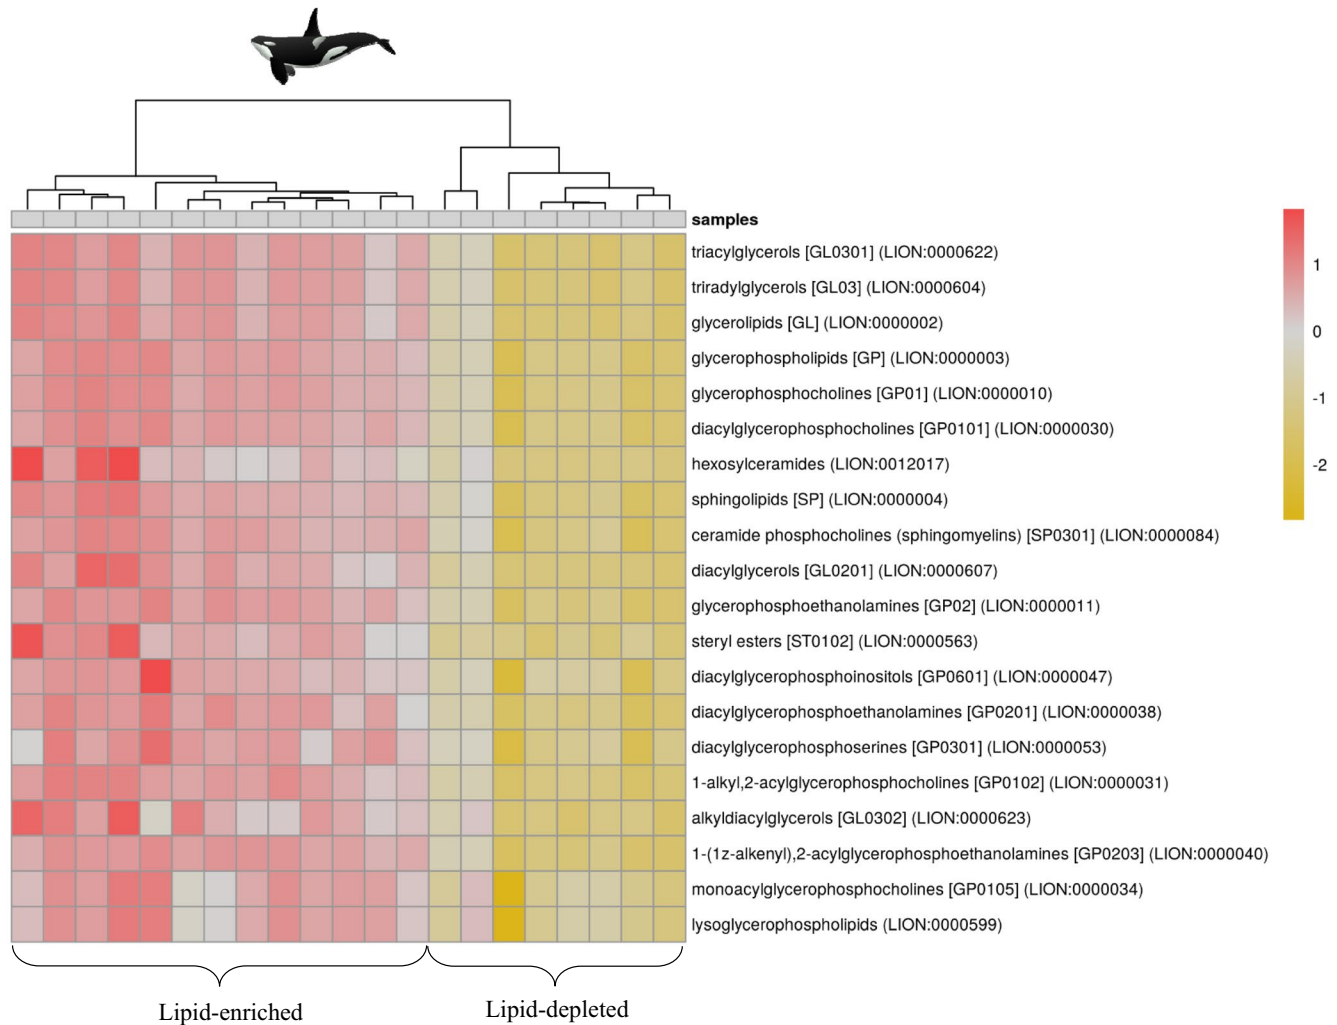 samples
triacylglycerols [GL0301] (LION:0000622)
triradylglycerols [GL03] (LION:0000604)
glycerolipids [GL] (LION:0000002)
glycerophospholipids [GP] (LION:0000003)
glycerophosphocholines [GP01] (LION:0000010)
diacylglycerophosphocholines [GP0101] (LION:0000030)
hexosylceramides (LION:0012017)
sphingolipids [SP] (LION:0000004)
ceramide phosphocholines (sphingomyelins) [SP0301] (LION:0000084)
diacylglycerols [GL0201] (LION:0000607)
glycerophosphoethanolamines [GP02] (LION:0000011)
steryl esters [ST0102] (LION:0000563)
diacylglycerophosphoinositols [GP0601] (LION:0000047)
diacylglycerophosphoethanolamines [GP0201] (LION:0000038)
diacylglycerophosphoserines [GP0301] (LION:0000053)
1-alkyl,2-acylglycerophosphocholines [GP0102] (LION:0000031)
alkyldiacylglycerols [GL0302] (LION:0000623)
1-(1z-alkenyl),2-acylglycerophosphoethanolamines [GP0203] (LION:0000040)
monoacylglycerophosphocholines [GP0105] (LION:0000034)
lysoglycerophospholipids (LION:0000599)
1
0
-1
-2
Lipid-enriched
Lipid-depleted